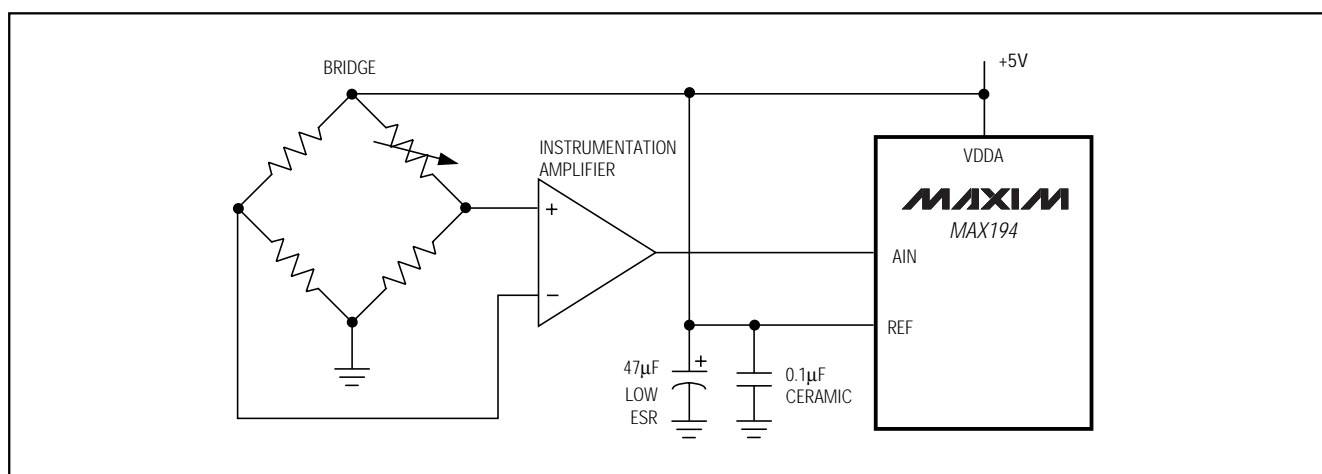 BRIDGE
+5V
INSTRUMENTATION
AMPLIFIER
+
−
VDDA
MAXIM
MAX194
AIN
REF
47μF
LOW
ESR
+
0.1μF
CERAMIC